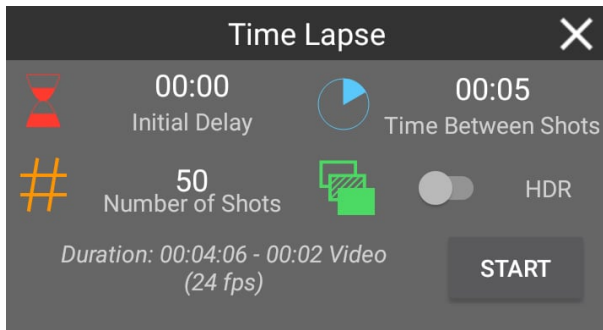 Time Lapse
00:00
Initial Delay
00:05
Time Between Shots
50
Number of Shots
HDR
Duration: 00:04:06 - 00:02 Video
(24 fps)
START